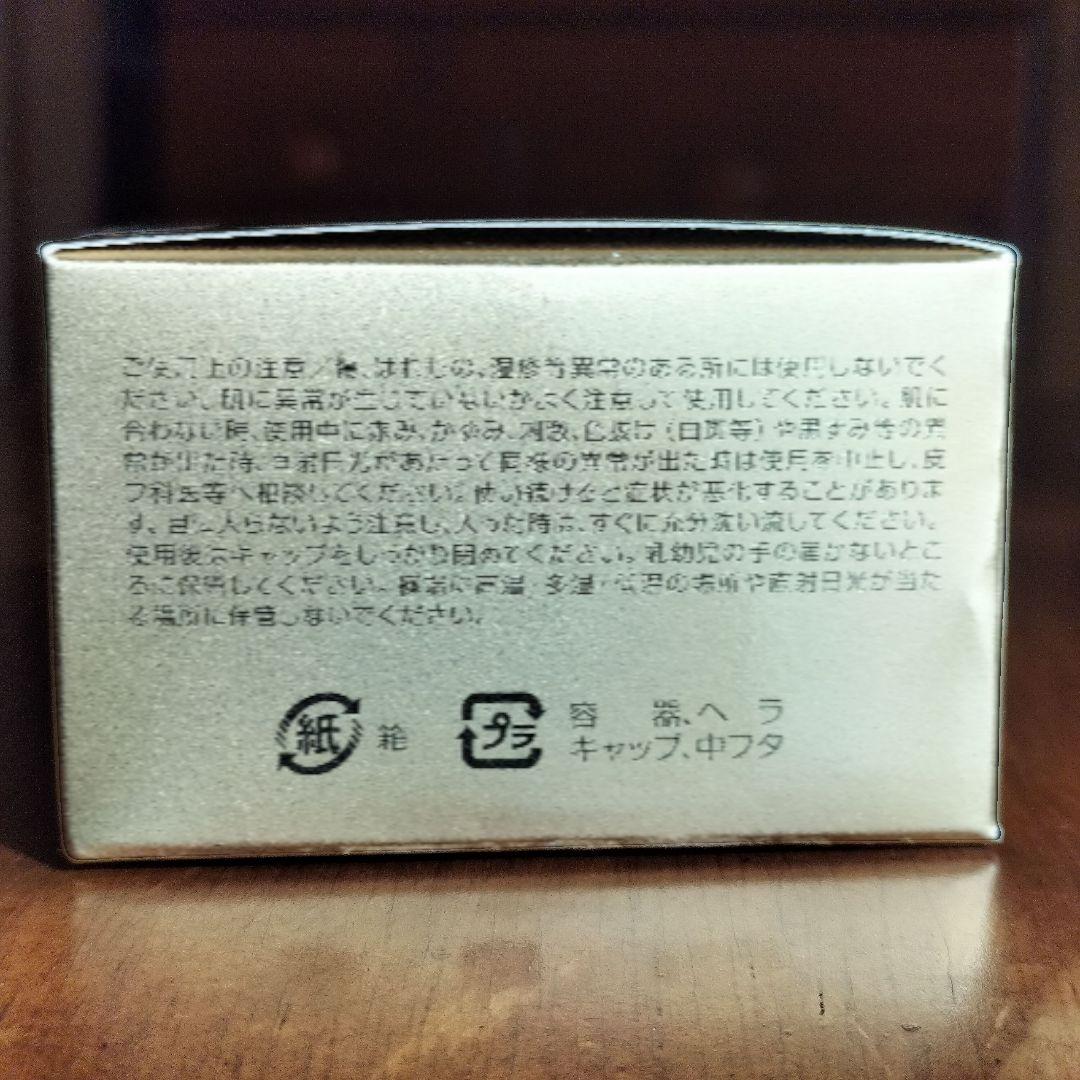 ご使用上の注意／傷、はれもの、湿疹等異常のある所には使用しないでく
ださい。肌に異常が生じていないかよく注意して使用してください。肌に
合わない時、使用中に赤み、かゆみ、刺激、色抜け（白斑等）や黒ずみ等の異
常が出た時、直射日光があたって同様の異常が出た時は使用を中止し、皮
フ科医等へ相談してください。使い続けると症状が悪化することがありま
す。目に入らないよう注意し、入った時は、すぐに充分洗い流してください。
使用後はキャップをしっかり閉めてください。乳幼児の手の届かないとこ
ろに保管してください。極端に高温・多湿・低温の場所や直射日光が当た
る場所に保管しないでください。
紙 箱 プラ 容器、ヘラ
キャップ、中フタ